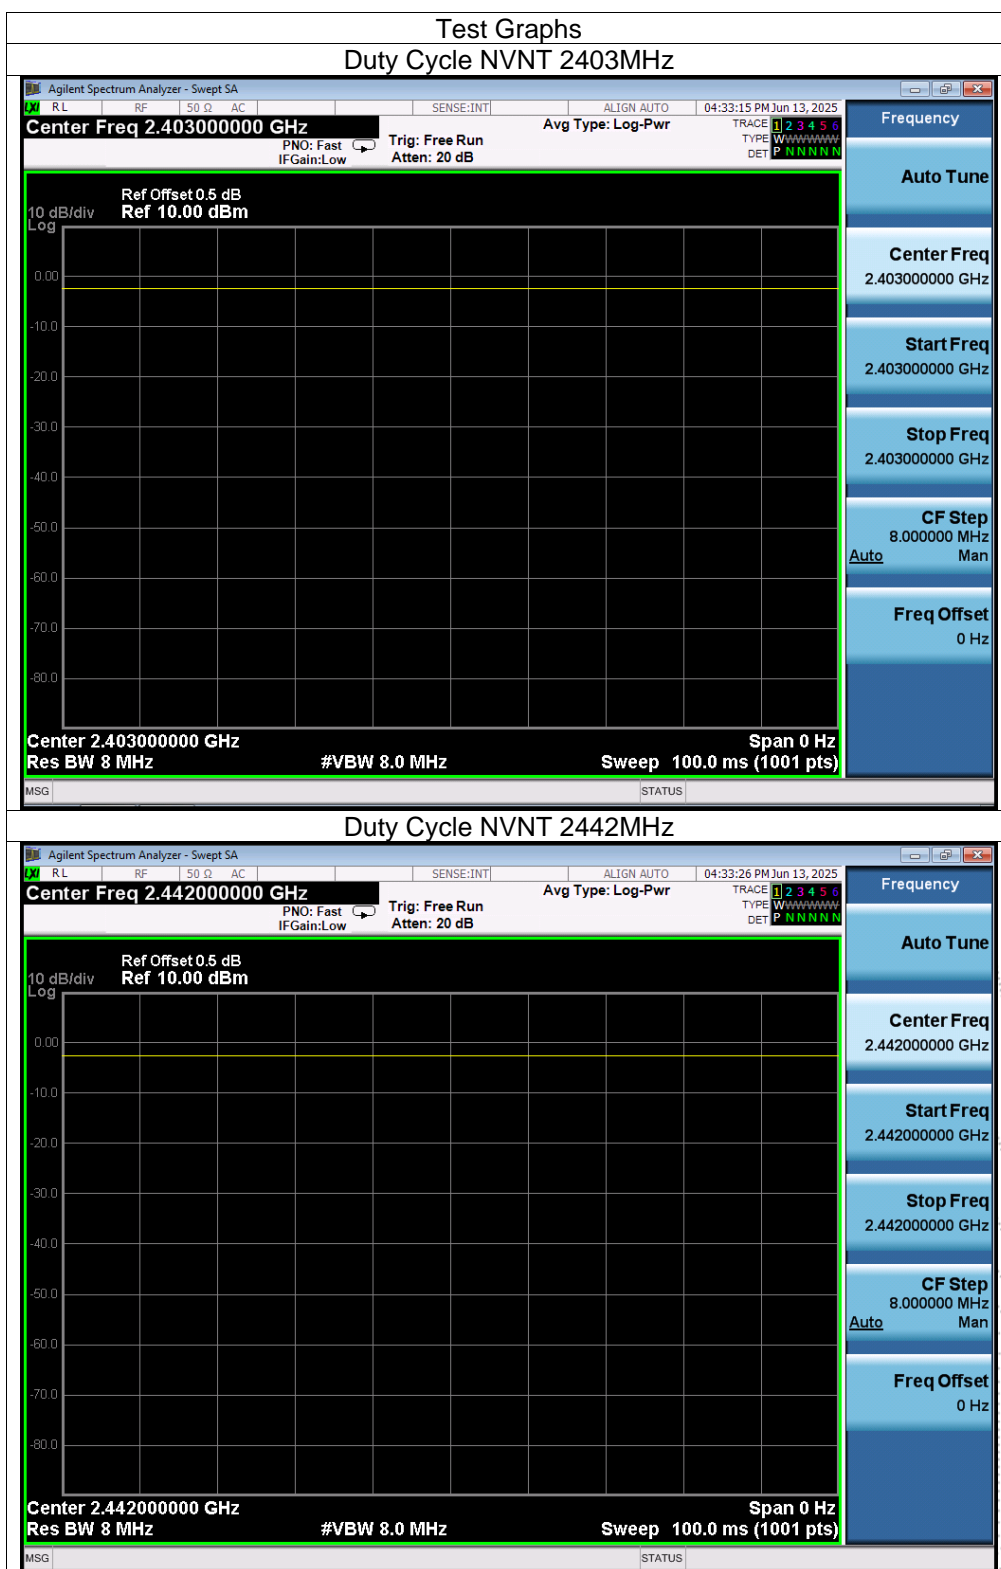 Test Graphs
Duty Cycle NVNT 2403MHz
Agilent Spectrum Analyzer - Swept SA
LXI RL RF 50 Ω AC SENSE:INT ALIGN AUTO 04:33:15 PM Jun 13, 2025
Center Freq 2.403000000 GHz
PNO: Fast
IFGain:Low
Trig: Free Run
Atten: 20 dB
Avg Type: Log-Pwr
TRACE 1 2 3 4 5 6
TYPE WWWWWW
DET P N N N N N
Frequency
Auto Tune
Center Freq
2.403000000 GHz
Start Freq
2.403000000 GHz
Stop Freq
2.403000000 GHz
CF Step
8.000000 MHz
Auto Man
Freq Offset
0 Hz
Ref Offset 0.5 dB
10 dB/div Ref 10.00 dBm
Log
0.00
-10.0
-20.0
-30.0
-40.0
-50.0
-60.0
-70.0
-80.0
Center 2.403000000 GHz Span 0 Hz
Res BW 8 MHz #VBW 8.0 MHz Sweep 100.0 ms (1001 pts)
MSG STATUS
Duty Cycle NVNT 2442MHz
Agilent Spectrum Analyzer - Swept SA
LXI RL RF 50 Ω AC SENSE:INT ALIGN AUTO 04:33:26 PM Jun 13, 2025
Center Freq 2.442000000 GHz
PNO: Fast
IFGain:Low
Trig: Free Run
Atten: 20 dB
Avg Type: Log-Pwr
TRACE 1 2 3 4 5 6
TYPE WWWWWW
DET P N N N N N
Frequency
Auto Tune
Center Freq
2.442000000 GHz
Start Freq
2.442000000 GHz
Stop Freq
2.442000000 GHz
CF Step
8.000000 MHz
Auto Man
Freq Offset
0 Hz
Ref Offset 0.5 dB
10 dB/div Ref 10.00 dBm
Log
0.00
-10.0
-20.0
-30.0
-40.0
-50.0
-60.0
-70.0
-80.0
Center 2.442000000 GHz Span 0 Hz
Res BW 8 MHz #VBW 8.0 MHz Sweep 100.0 ms (1001 pts)
MSG STATUS